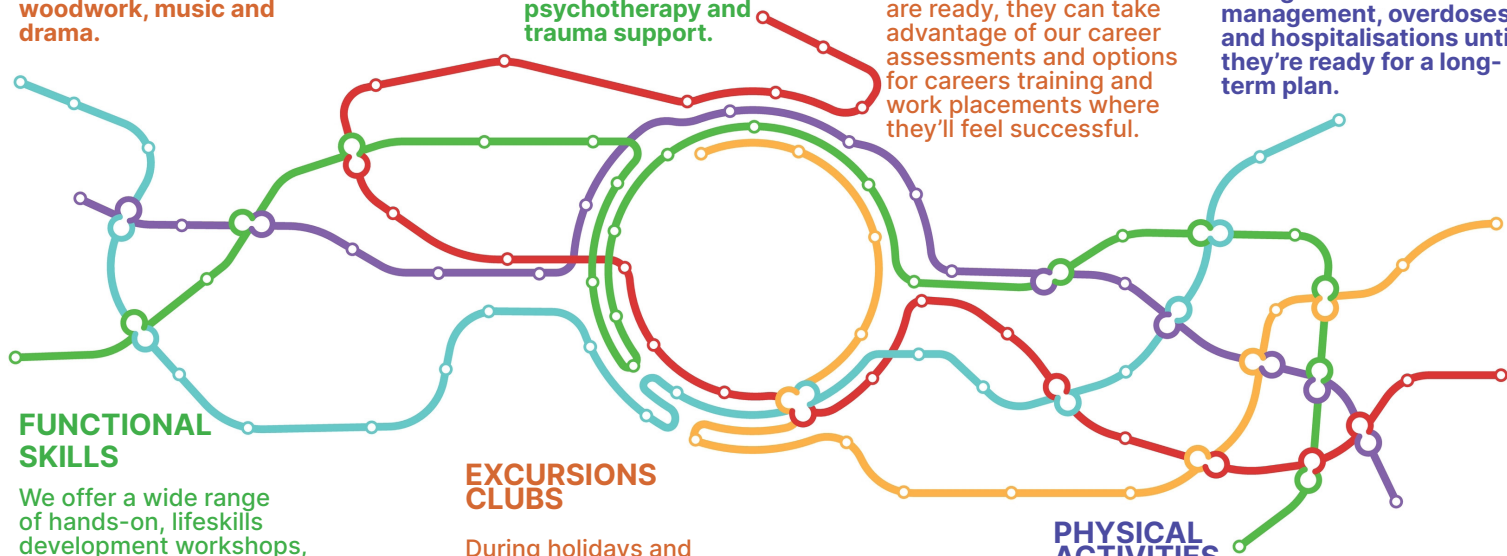 woodwork, music and
drama.
psychotherapy and
trauma support.
are ready, they can take
advantage of our career
assessments and options
for careers training and
work placements where
they’ll feel successful.
management, overdoses
and hospitalisations unti
they’re ready for a long-
term plan.
FUNCTIONAL
SKILLS
We offer a wide range
of hands-on, lifeskills
development workshops,
EXCURSIONS
CLUBS
During holidays and
PHYSICAL
ACTIVITIES